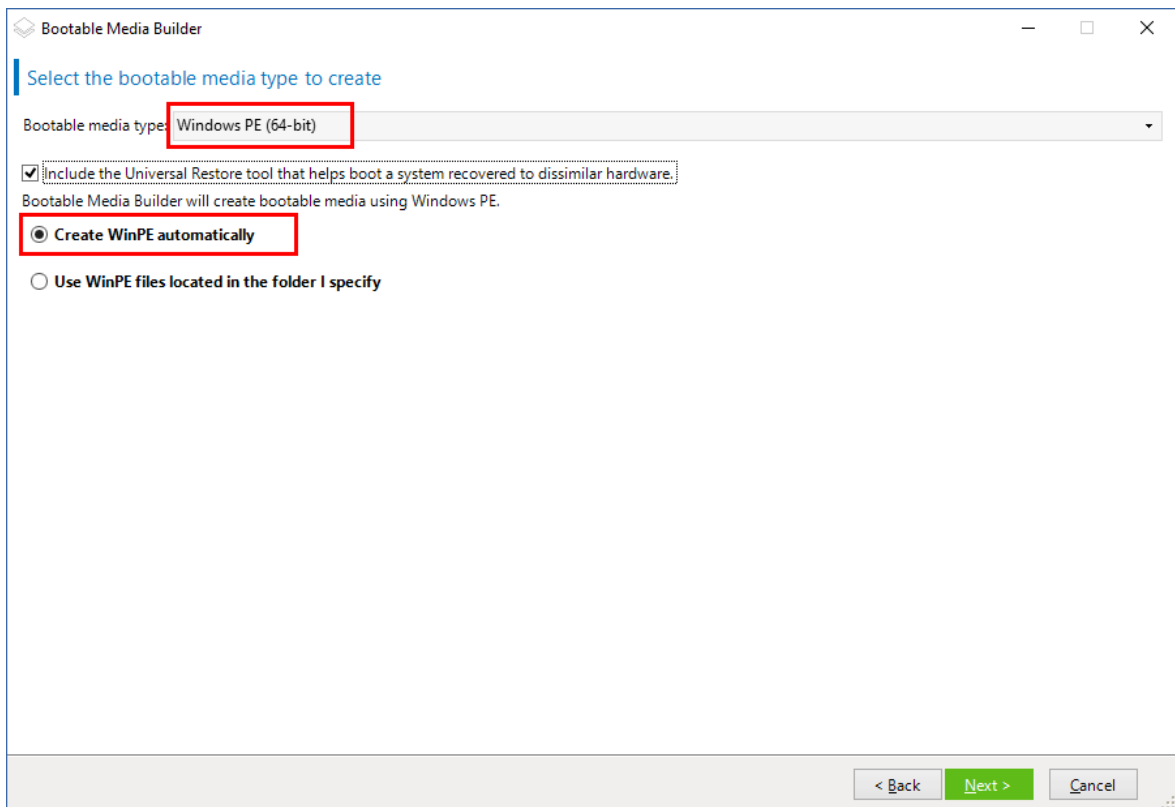 Bootable Media Builder
Select the bootable media type to create
Bootable media type: Windows PE (64-bit)
Include the Universal Restore tool that helps boot a system recovered to dissimilar hardware.
Bootable Media Builder will create bootable media using Windows PE.
Create WinPE automatically
Use WinPE files located in the folder I specify
< Back Next > Cancel